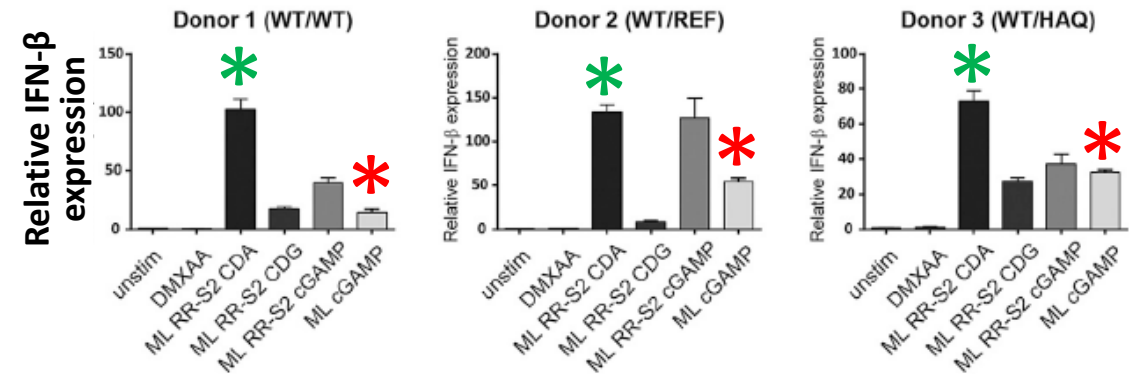 Relative IFN-β
expression
Donor 1 (WT/WT)
150
100
50
0
unstim
DMXAA
ML RR-S2 CDA
ML RR-S2 CDG
ML RR-S2 cGAMP
ML cGAMP
Donor 2 (WT/REF)
Relative IFN-β expression
200
150
100
50
0
unstim
DMXAA
ML RR-S2 CDA
ML RR-S2 CDG
ML RR-S2 cGAMP
ML cGAMP
Donor 3 (WT/HAQ)
Relative IFN-β expression
100
80
60
40
20
0
unstim
DMXAA
ML RR-S2 CDA
ML RR-S2 CDG
ML RR-S2 cGAMP
ML cGAMP